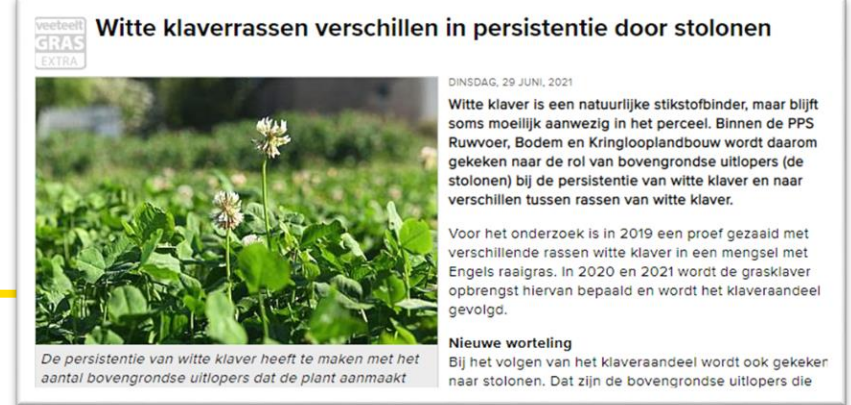 veeteelt
GRAS
EXTRA
Witte klaverrassen verschillen in persistentie door stolonen
DINSDAG, 29 JUNI, 2021
Witte klaver is een natuurlijke stikstofbinder, maar blijft
soms moeilijk aanwezig in het perceel. Binnen de PPS
Ruwvoer, Bodem en Kringlooplandbouw wordt daarom
gekeken naar de rol van bovengrondse uitlopers (de
stolonen) bij de persistentie van witte klaver en naar
verschillen tussen rassen van witte klaver.
Voor het onderzoek is in 2019 een proef gezaaid met
verschillende rassen witte klaver in een mengsel met
Engels raaigras. In 2020 en 2021 wordt de grasklaver
opbrengst hiervan bepaald en wordt het klaveraandeel
gevolgd.
Nieuwe worteling
Bij het volgen van het klaveraandeel wordt ook gekeken
naar stolonen. Dat zijn de bovengrondse uitlopers die
De persistentie van witte klaver heeft te maken met het
aantal bovengrondse uitlopers dat de plant aanmaakt